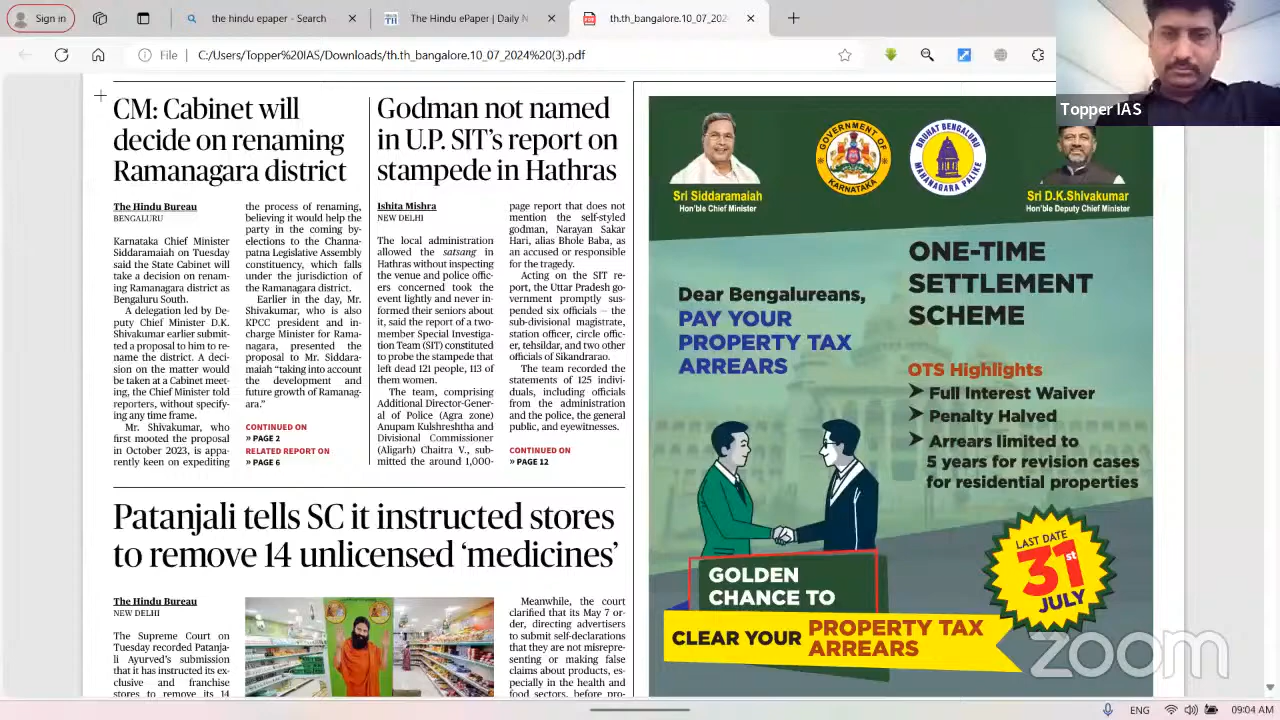 Sign in
the hindu epaper - Search
The Hindu ePaper | Daily N
th.th_bangalore.10_07_2024
File
C:/Users/Topper%20IAS/Downloads/th.th_bangalore.10_07_2024%20(3).pdf
Topper IAS
CM: Cabinet will
decide on renaming
Ramanagara district
The Hindu Bureau
BENGALURU
Karnataka Chief Minister
Siddaramaiah on Tuesday
said the State Cabinet will
take a decision on renam-
ing Ramanagara district as
Bengaluru South.
A delegation led by De-
puty Chief Minister D.K.
Shivakumar earlier submit-
ted a proposal to him to re-
name the district. A deci-
sion on the matter would
be taken at a Cabinet meet-
ing, the Chief Minister told
reporters, without specify-
ing any time frame.
Mr. Shivakumar, who
first mooted the proposal
in October 2023, is appa-
rently keen on expediting
the process of renaming,
believing it would help the
party in the coming by-
elections to the Channa-
patna Legislative Assembly
constituency, which falls
under the jurisdiction of
the Ramanagara district.
Earlier in the day, Mr.
Shivakumar, who is also
KPCC president and in-
charge Minister for Rama-
nagara, presented the
proposal to Mr. Siddara-
maiah “taking into account
the development and
future growth of Ramanag-
ara.”
CONTINUED ON
» PAGE 2
RELATED REPORT ON
» PAGE 6
Godman not named
in U.P. SIT’s report on
stampede in Hathras
Ishita Mishra
NEW DELHI
The local administration
allowed the satsang in
Hathras without inspecting
the venue and police offic-
ers concerned took the
event lightly and never in-
formed their seniors about
it, said the report of a two-
member Special Investiga-
tion Team (SIT) constituted
to probe the stampede that
left dead 121 people, 113 of
them women.
The team, comprising
Additional Director-Gener-
al of Police (Agra zone)
Anupam Kulshreshtha and
Divisional Commissioner
(Aligarh) Chaitra V., sub-
mitted the around 1,000-
page report that does not
mention the self-styled
godman, Narayan Sakar
Hari, alias Bhole Baba, as
an accused or responsible
for the tragedy.
Acting on the SIT re-
port, the Uttar Pradesh go-
vernment promptly sus-
pended six officials — the
sub-divisional magistrate,
station officer, circle offic-
er, tehsildar, and two other
officials of Sikandrarao.
The team recorded the
statements of 125 indivi-
duals, including officials
from the administration
and the police, the general
public, and eyewitnesses.
CONTINUED ON
» PAGE 12
Patanjali tells SC it instructed stores
to remove 14 unlicensed ‘medicines’
The Hindu Bureau
NEW DELHI
The Supreme Court on
Tuesday recorded Patanja-
li Ayurved’s submission
that it has instructed its ex-
clusive and franchise
stores to remove its 14
Meanwhile, the court
clarified that its May 7 or-
der, directing advertisers
to submit self-declarations
that they are not misrepre-
senting or making false
claims about products, es-
pecially in the health and
food sectors, before pro-
Sri Siddaramaiah
Hon'ble Chief Minister
GOVERNMENT OF
KARNATAKA
BRUHAT BENGALURU
MAHANAGARA PALIKE
Sri D.K.Shivakumar
Hon'ble Deputy Chief Minister
Dear Bengalureans,
PAY YOUR
PROPERTY TAX
ARREARS
ONE-TIME
SETTLEMENT
SCHEME
OTS Highlights
Full Interest Waiver
Penalty Halved
Arrears limited to
5 years for revision cases
for residential properties
LAST DATE
31st
JULY
GOLDEN
CHANCE TO
CLEAR YOUR PROPERTY TAX
ARREARS
zoom
ENG
09:04 AM